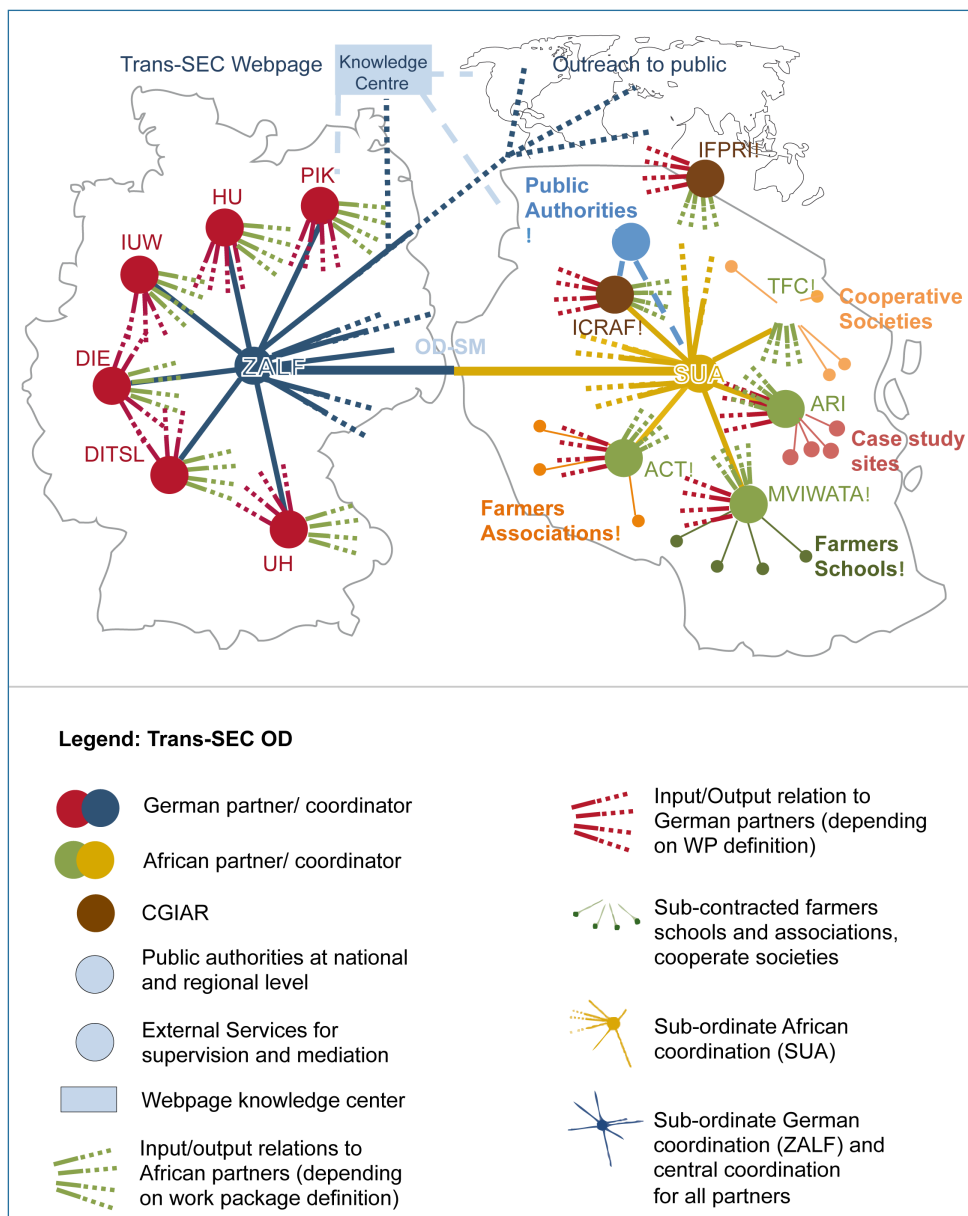 Trans-SEC Webpage
Knowledge
Centre
Outreach to public
IFPRI!
PIK
HU
Public
Authorities
!
IUW
TFC!
Cooperative
Societies
ICRAF!
OD-SM
DIE
ZALF
SUA
ARI
DITSL
Case study
sites
ACT!
MVIWATA!
Farmers
Associations!
UH
Farmers
Schools!
Legend: Trans-SEC OD
German partner/ coordinator
African partner/ coordinator
CGIAR
Public authorities at national
and regional level
External Services for
supervision and mediation
Webpage knowledge center
Input/output relations to
African partners (depending
on work package definition)
Input/Output relation to
German partners (depending
on WP definition)
Sub-contracted farmers
schools and associations,
cooperate societies
Sub-ordinate African
coordination (SUA)
Sub-ordinate German
coordination (ZALF) and
central coordination
for all partners